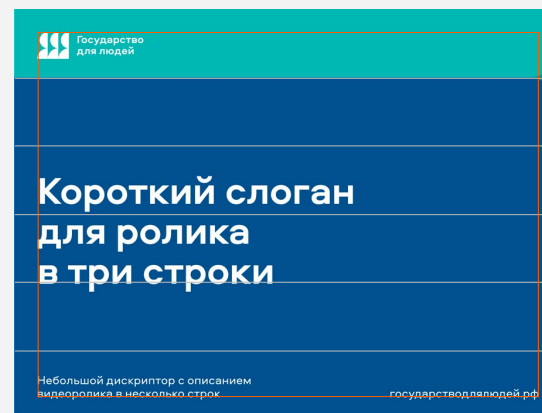 Государство
для людей
Короткий слоган
для ролика
в три строки
Небольшой дискриптор с описанием
видеоролика в несколько строк
государстводлялюдей.рф